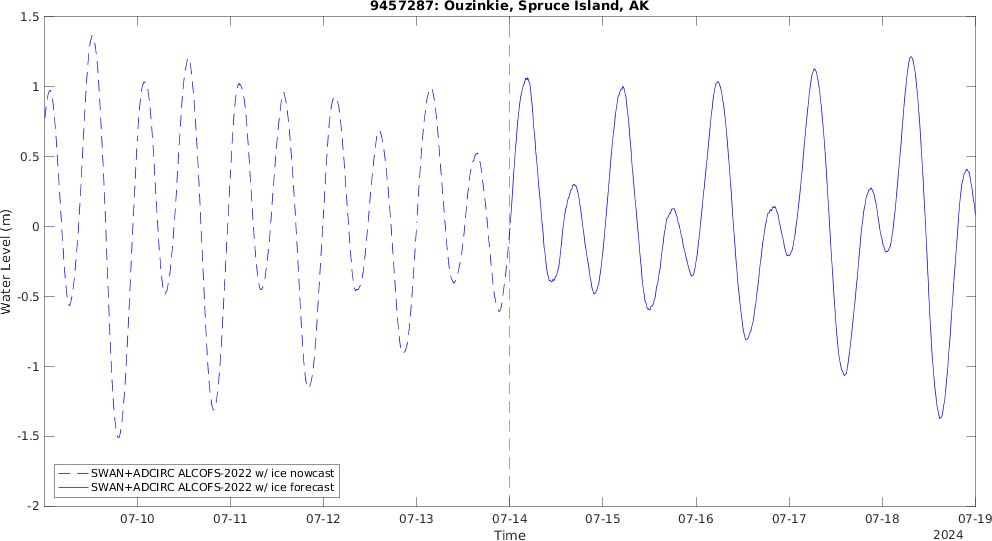 9457287: Ouzinkie, Spruce Island, AK
Water Level (m)
1.5
1
0.5
0
-0.5
-1
-1.5
-2
SWAN+ADCIRC ALCOFS-2022 w/ ice nowcast
SWAN+ADCIRC ALCOFS-2022 w/ ice forecast
07-10 07-11 07-12 07-13 07-14 07-15 07-16 07-17 07-18 07-19
Time
2024